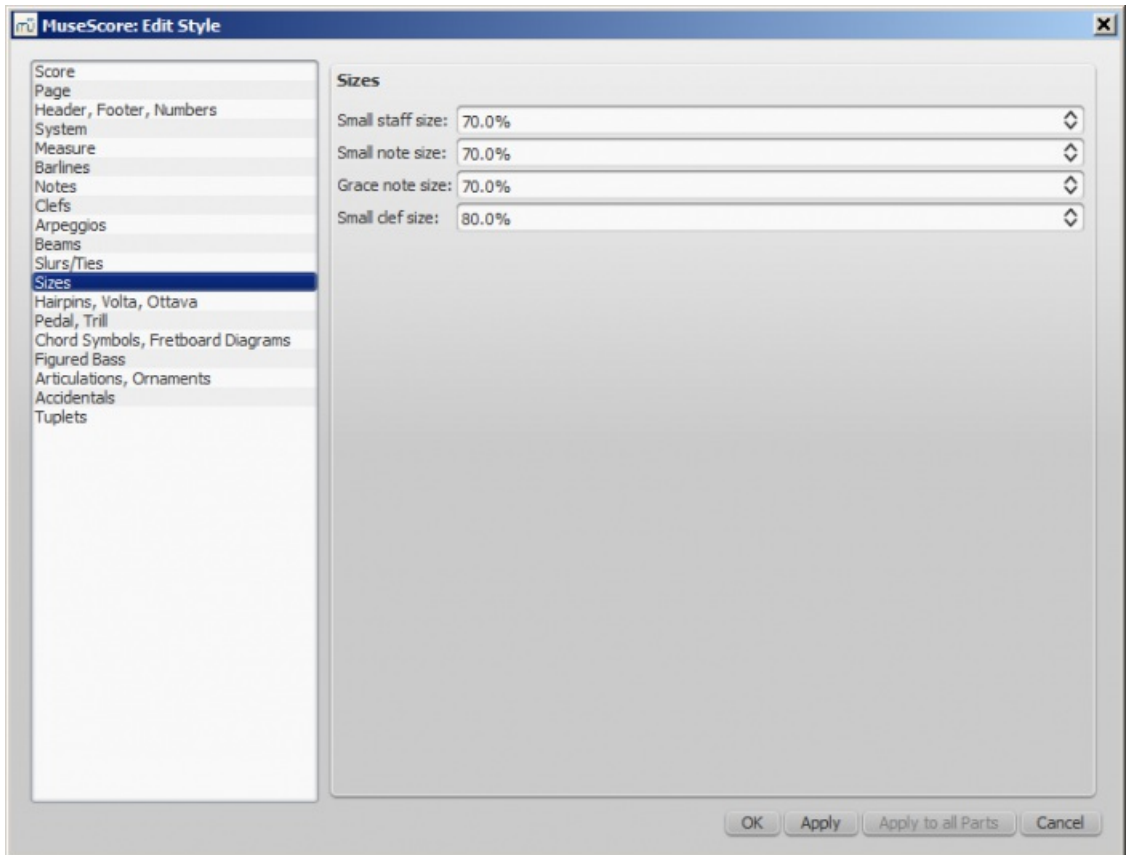 MuseScore: Edit Style
Score
Page
Header, Footer, Numbers
System
Measure
Barlines
Notes
Clefs
Arpeggios
Beams
Slurs/Ties
Sizes
Hairpins, Volta, Ottava
Pedal, Trill
Chord Symbols, Fretboard Diagrams
Figured Bass
Articulations, Ornaments
Accidentals
Tuplets
Sizes
Small staff size: 70.0%
Small note size: 70.0%
Grace note size: 70.0%
Small clef size: 80.0%
OK Apply Apply to all Parts Cancel